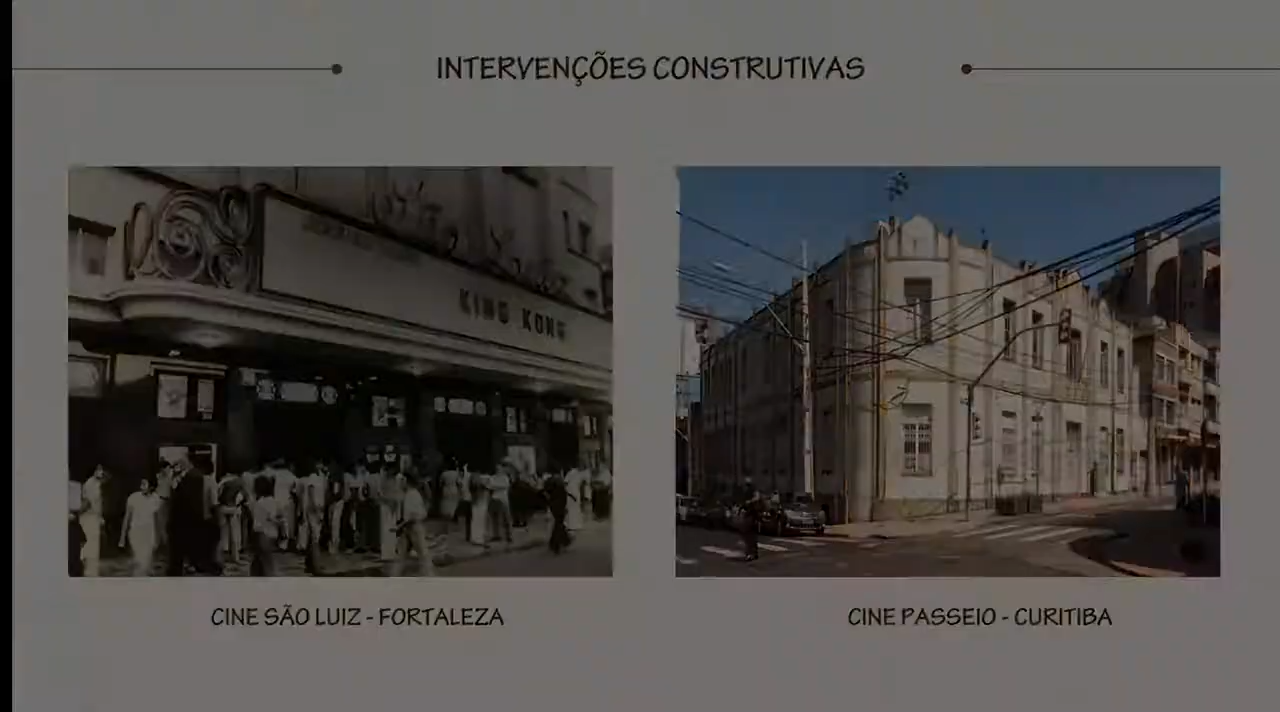 INTERVENÇÕES CONSTRUTIVAS
KING KONG
CINE SÃO LUIZ - FORTALEZA
CINE PASSEIO - CURITIBA